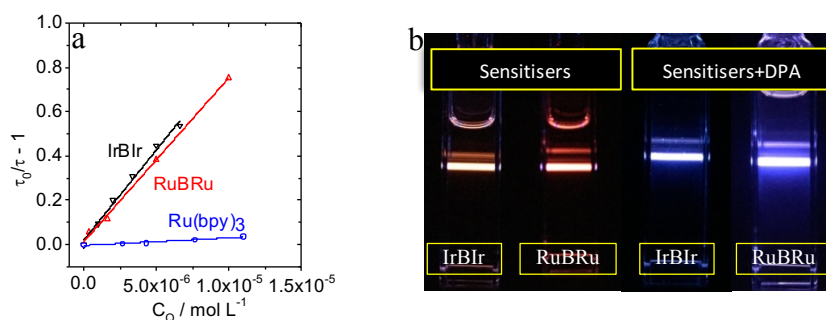 a
1.0
0.8
0.6
0.4
0.2
0.0
τ₀/τ - 1
IrBIr
RuBRu
Ru(bpy)₃
0.0 5.0x10⁻⁶ 1.0x10⁻⁵ 1.5x10⁻⁵
C_Q / mol L⁻¹
b
Sensitisers Sensitisers+DPA
IrBIr RuBRu IrBIr RuBRu